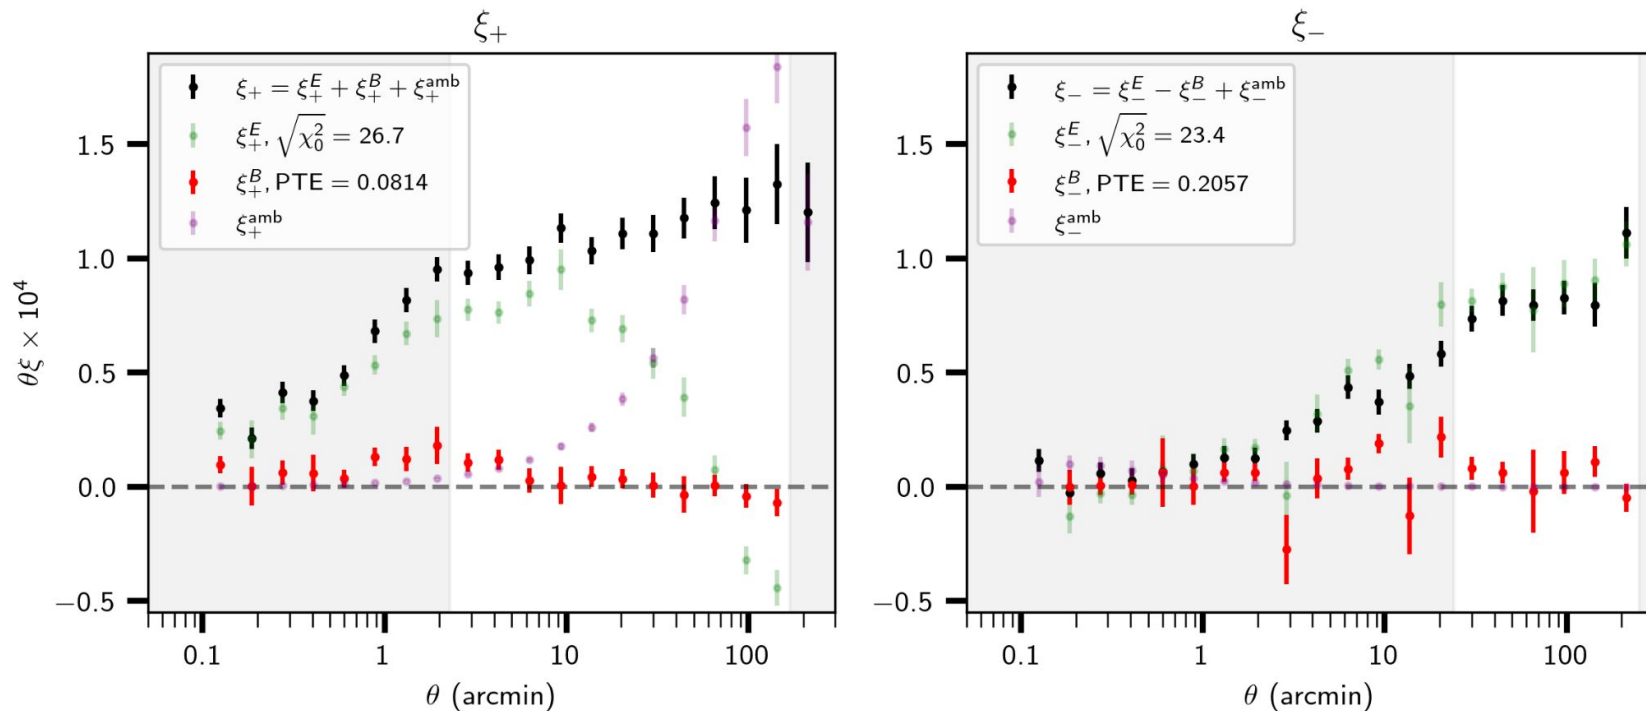 ξ₊
ξ₊ = ξ₊ᴱ + ξ₊ᴮ + ξ₊ᵃᵐᵇ
ξ₊ᴱ, √χ₀² = 26.7
ξ₊ᴮ, PTE = 0.0814
ξ₊ᵃᵐᵇ
θξ × 10⁴
1.5
1.0
0.5
0.0
−0.5
0.1
1
10
100
θ (arcmin)
ξ₋
ξ₋ = ξ₋ᴱ − ξ₋ᴮ + ξ₋ᵃᵐᵇ
ξ₋ᴱ, √χ₀² = 23.4
ξ₋ᴮ, PTE = 0.2057
ξ₋ᵃᵐᵇ
1.5
1.0
0.5
0.0
−0.5
0.1
1
10
100
θ (arcmin)